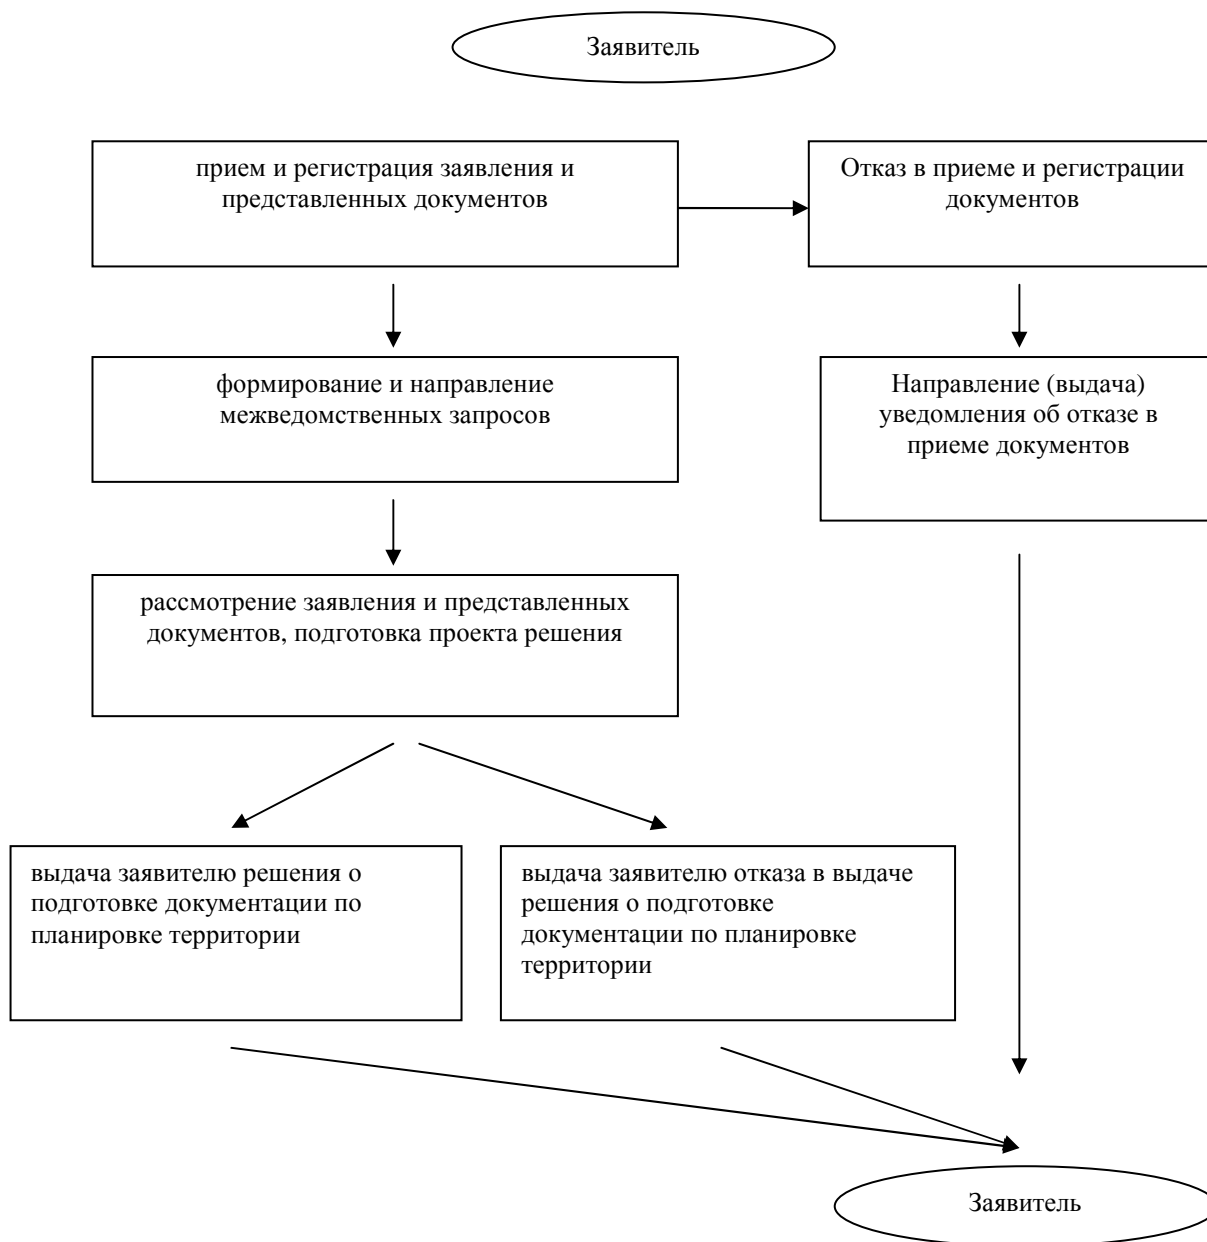 Заявитель
прием и регистрация заявления и
представленных документов
Отказ в приеме и регистрации
документов
формирование и направление
межведомственных запросов
Направление (выдача)
уведомления об отказе в
приеме документов
рассмотрение заявления и представленных
документов, подготовка проекта решения
выдача заявителю решения о
подготовке документации по
планировке территории
выдача заявителю отказа в выдаче
решения о подготовке
документации по планировке
территории
Заявитель